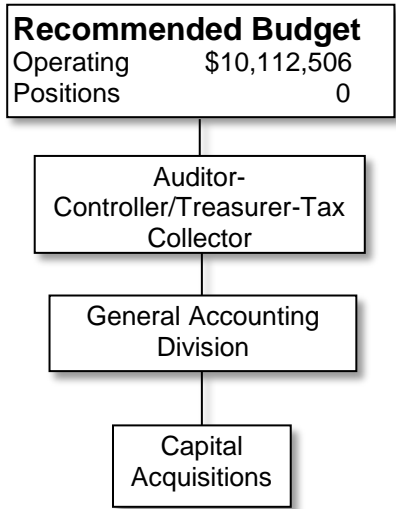 Recommended Budget
Operating $10,112,506
Positions 0
Auditor-
Controller/Treasurer-Tax
Collector
General Accounting
Division
Capital
Acquisitions